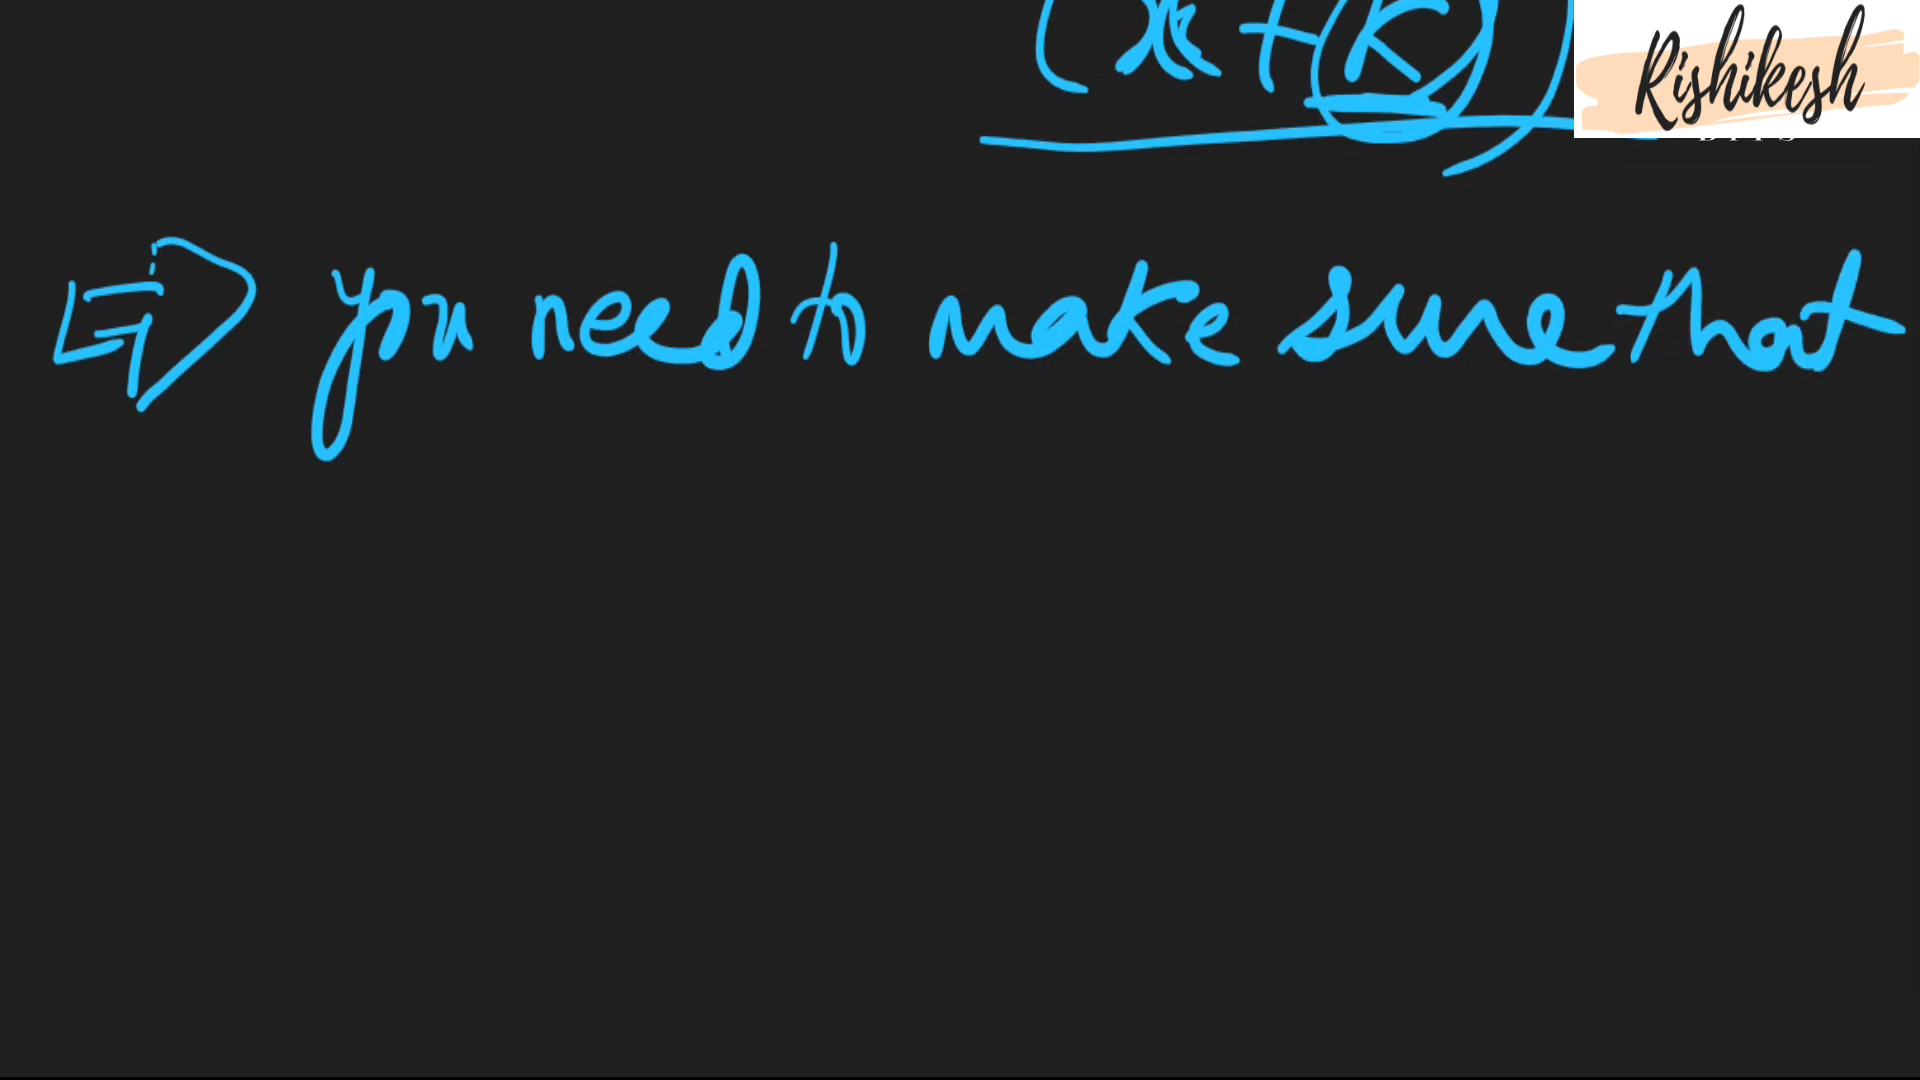 (x + k)
Rishikesh
⇒ you need to make sure that